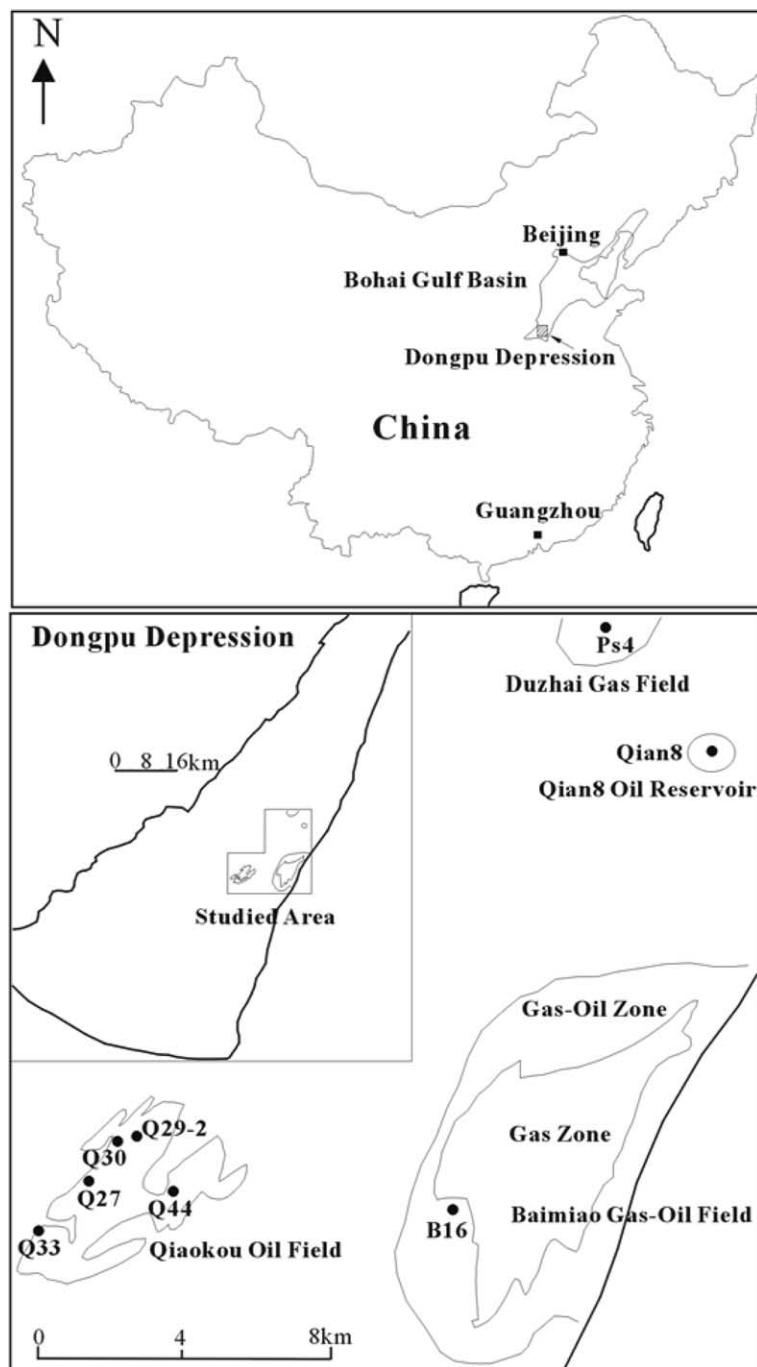 N
Beijing
Bohai Gulf Basin
Dongpu Depression
China
Guangzhou
Dongpu Depression
0 8 16km
Studied Area
Ps4
Duzhai Gas Field
Qian8
Qian8 Oil Reservoir
Gas-Oil Zone
Gas Zone
Baimiao Gas-Oil Field
B16
Q29-2
Q30
Q27
Q44
Q33
Qiaokou Oil Field
0 4 8km